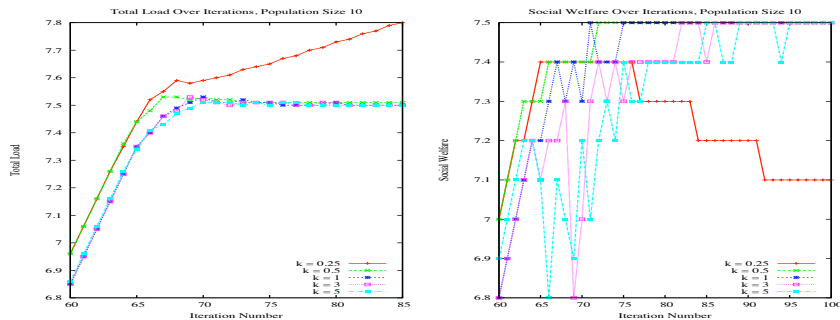 Total Load Over Iterations, Population Size 10
7.8
7.7
7.6
7.5
7.4
7.3
7.2
7.1
7
6.9
6.8
Total Load
k = 0.25
k = 0.5
k = 1
k = 3
k = 5
60 65 70 75 80 85
Iteration Number
Social Welfare Over Iterations, Population Size 10
7.5
7.4
7.3
7.2
7.1
7
6.9
6.8
Social Welfare
k = 0.25
k = 0.5
k = 1
k = 3
k = 5
60 65 71 75 80 85 91 95 100
Iteration Number